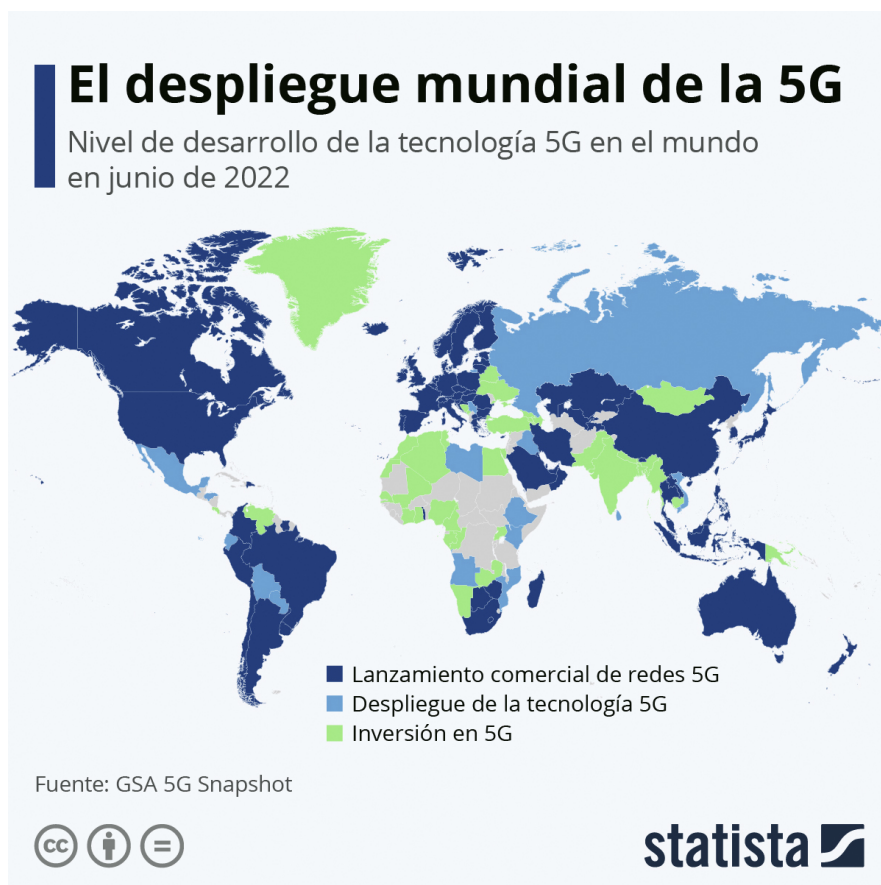 El despliegue mundial de la 5G
Nivel de desarrollo de la tecnología 5G en el mundo
en junio de 2022
Lanzamiento comercial de redes 5G
Despliegue de la tecnología 5G
Inversión en 5G
Fuente: GSA 5G Snapshot
cc
statista